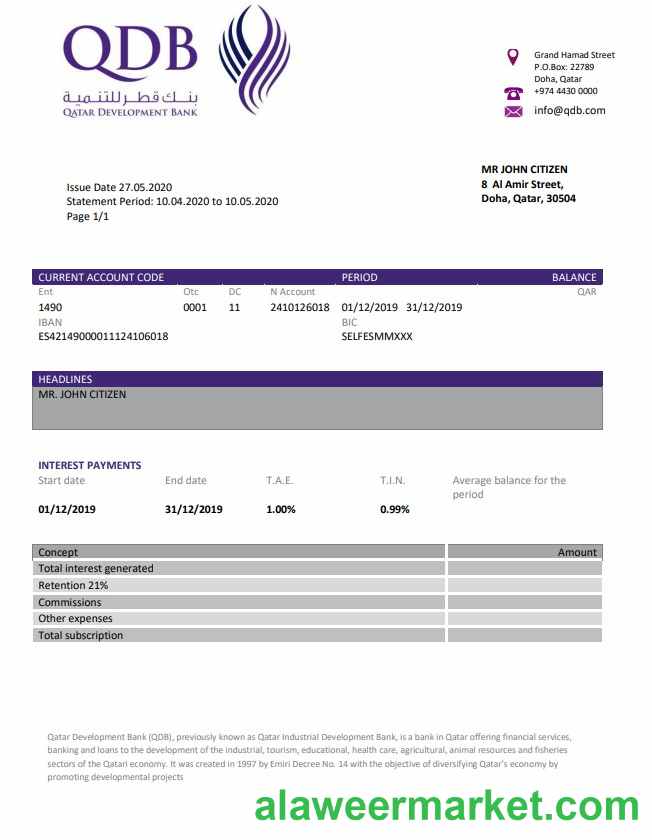 QDB
بنك قطر للتنمية
QATAR DEVELOPMENT BANK
Grand Hamad Street
P.O.Box: 22789
Doha, Qatar
+974 4430 0000
info@qdb.com
MR JOHN CITIZEN
8 Al Amir Street,
Doha, Qatar, 30504
Issue Date 27.05.2020
Statement Period: 10.04.2020 to 10.05.2020
Page 1/1
CURRENT ACCOUNT CODE PERIOD BALANCE
Ent Otc DC N Account QAR
1490 0001 11 2410126018 01/12/2019 31/12/2019
IBAN BIC
ES42149000011124106018 SELFESMMXXX
HEADLINES
MR. JOHN CITIZEN
INTEREST PAYMENTS
Start date End date T.A.E. T.I.N. Average balance for the
period
01/12/2019 31/12/2019 1.00% 0.99%
Concept Amount
Total interest generated
Retention 21%
Commissions
Other expenses
Total subscription
Qatar Development Bank (QDB), previously known as Qatar Industrial Development Bank, is a bank in Qatar offering financial services,
banking and loans to the development of the industrial, tourism, educational, health care, agricultural, animal resources and fisheries
sectors of the Qatari economy. It was created in 1997 by Emiri Decree No. 14 with the objective of diversifying Qatar's economy by
promoting developmental projects
alaweermarket.com